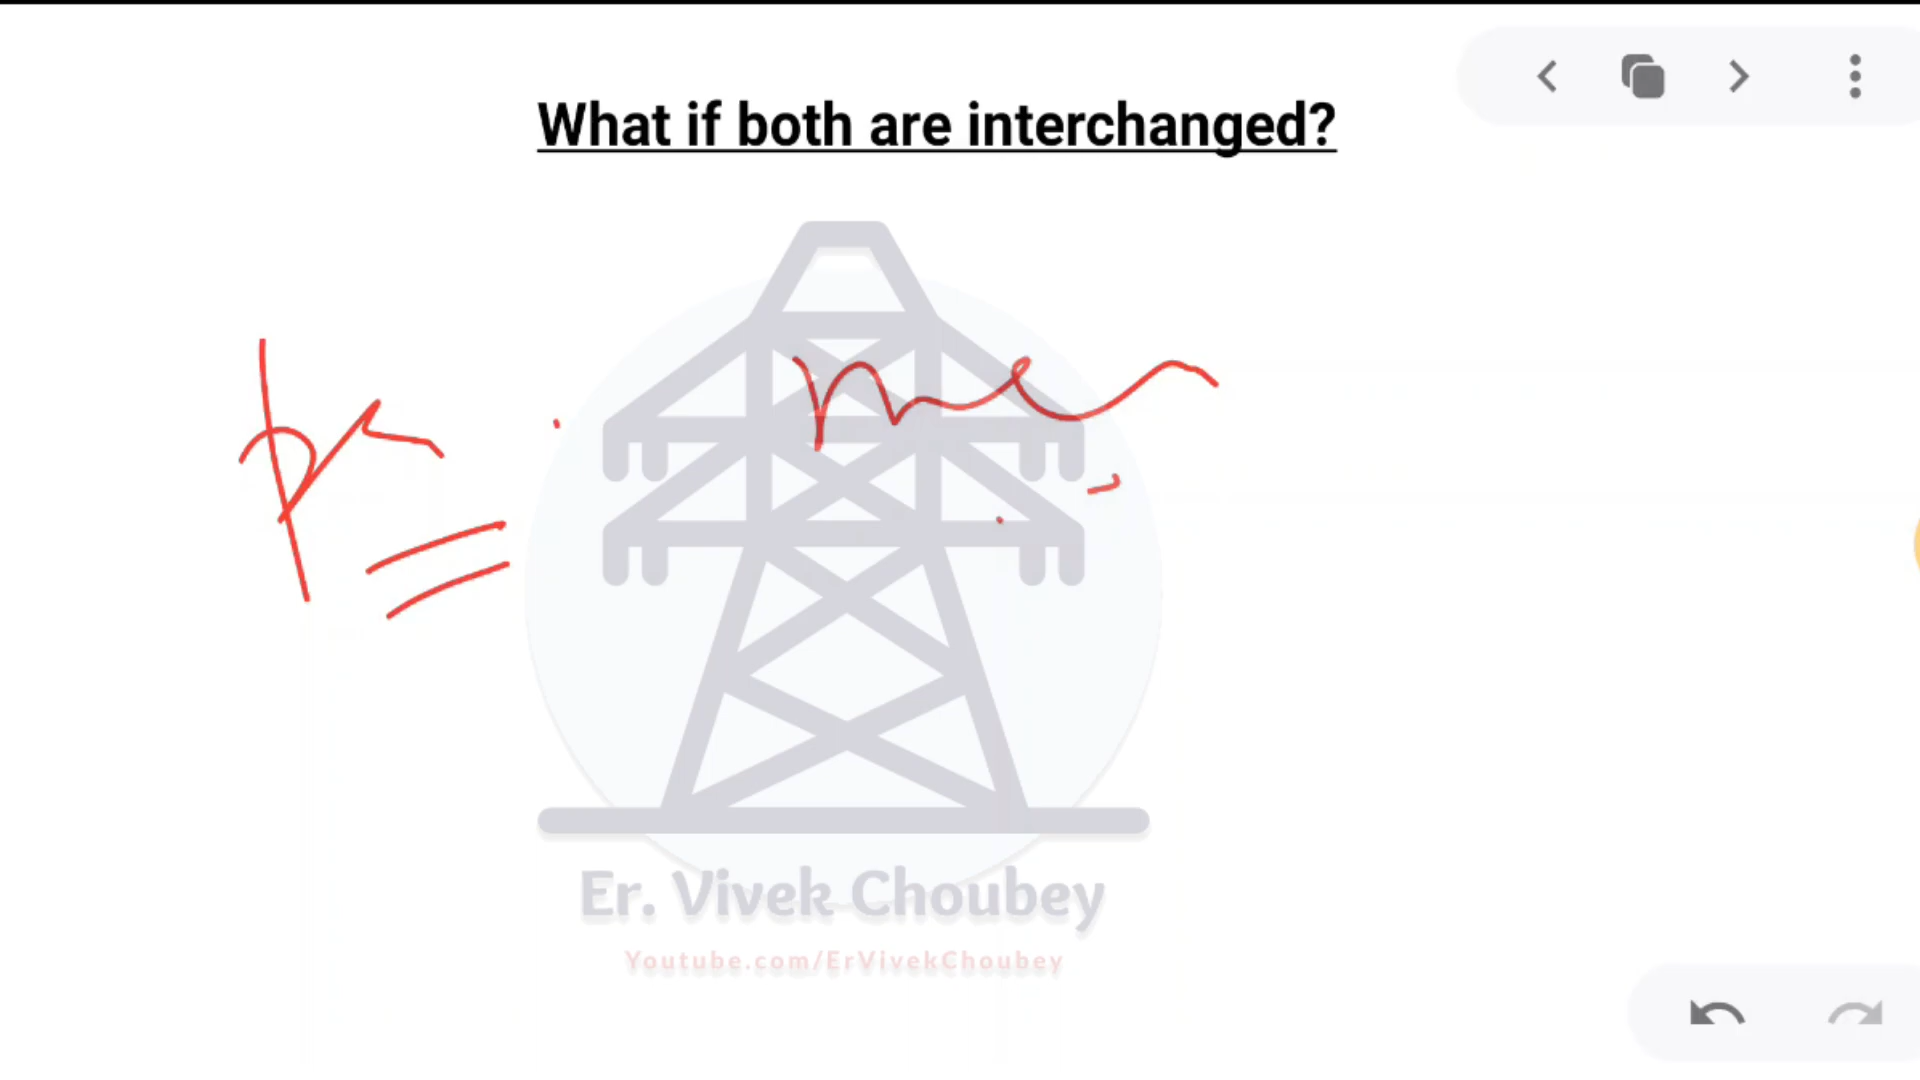 What if both are interchanged?
Er. Vivek Choubey
Youtube.com/ErVivekChoubey